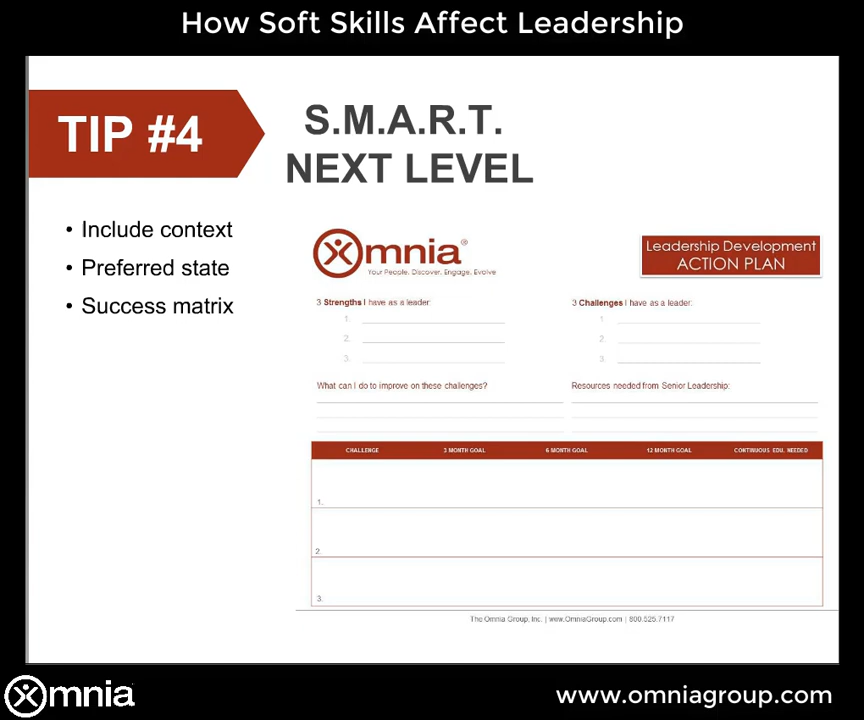 How Soft Skills Affect Leadership
TIP #4
S.M.A.R.T.
NEXT LEVEL
• Include context
• Preferred state
• Success matrix
Omnia®
Your People. Discover. Engage. Evolve
Leadership Development
ACTION PLAN
3 Strengths I have as a leader:
1.
2.
3.
3 Challenges I have as a leader:
1.
2.
3.
What can I do to improve on these challenges?
Resources needed from Senior Leadership:
CHALLENGE 3 MONTH GOAL 6 MONTH GOAL 12 MONTH GOAL CONTINUOUS EDU. NEEDED
1.
2.
3.
The Omnia Group, Inc. | www.OmniaGroup.com | 800.525.7117
Omnia
www.omniagroup.com